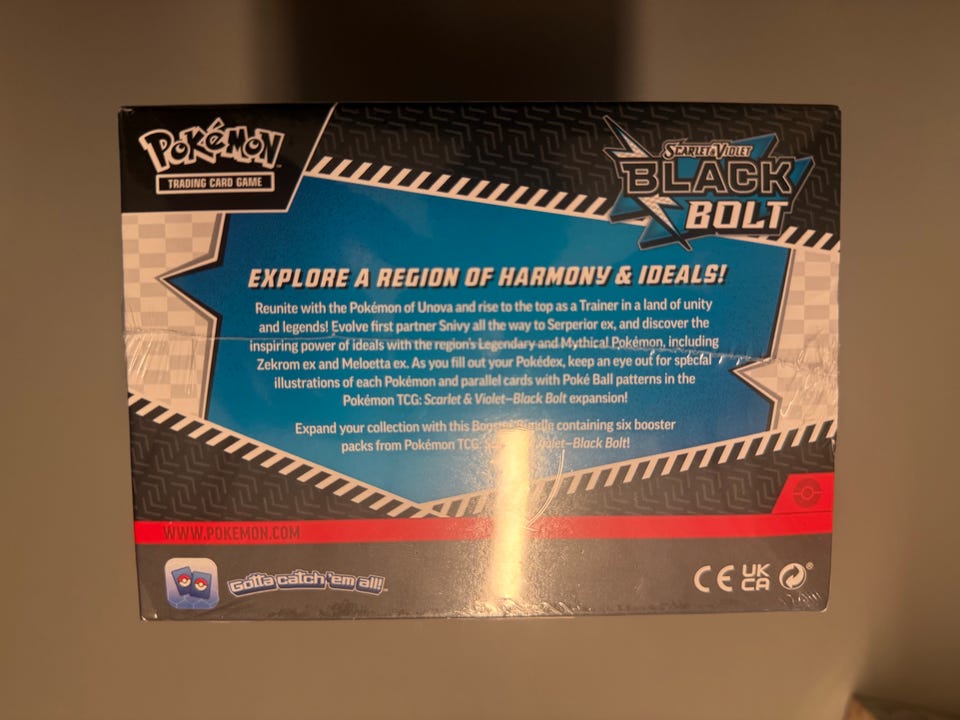 POKéMON
TRADING CARD GAME
SCARLET & VIOLET
BLACK
BOLT
EXPLORE A REGION OF HARMONY & IDEALS!
Reunite with the Pokémon of Unova and rise to the top as a Trainer in a land of unity
and legends! Evolve first partner Snivy all the way to Serperior ex, and discover the
inspiring power of ideals with the region's Legendary and Mythical Pokémon, including
Zekrom ex and Meloetta ex. As you fill out your Pokédex, keep an eye out for special
illustrations of each Pokémon and parallel cards with Poké Ball patterns in the
Pokémon TCG: Scarlet & Violet—Black Bolt expansion!
Expand your collection with this Booster Bundle containing six booster
packs from Pokémon TCG: Violet—Black Bolt!
WWW.POKEMON.COM
Gotta catch 'em all!™
CE UK
CA ®